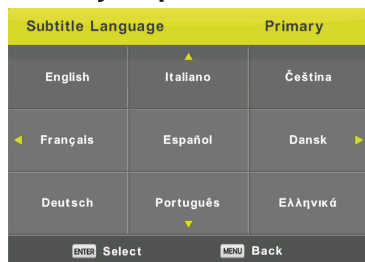 Subtitle Language Primary
English Italiano Čeština
Français Español Dansk
Deutsch Português Ελληνικά
ENTER Select MENU Back